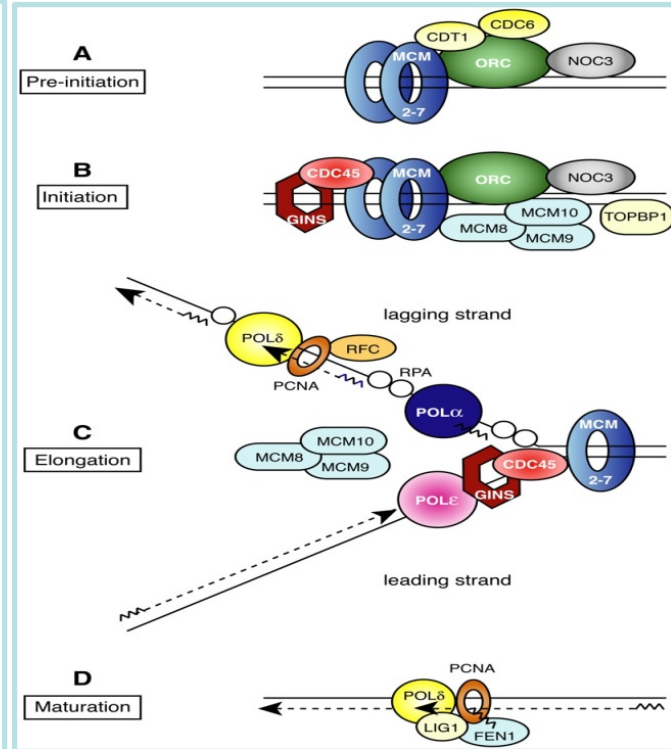 A
Pre-initiation
CDT1
CDC6
MCM
2-7
ORC
NOC3
B
Initiation
CDC45
GINS
MCM
2-7
ORC
NOC3
MCM10
MCM8
MCM9
TOPBP1
lagging strand
POLδ
RFC
PCNA
RPA
POLα
C
Elongation
MCM10
MCM8
MCM9
MCM
2-7
CDC45
GINS
POLε
leading strand
D
Maturation
PCNA
POLδ
LIG1
FEN1